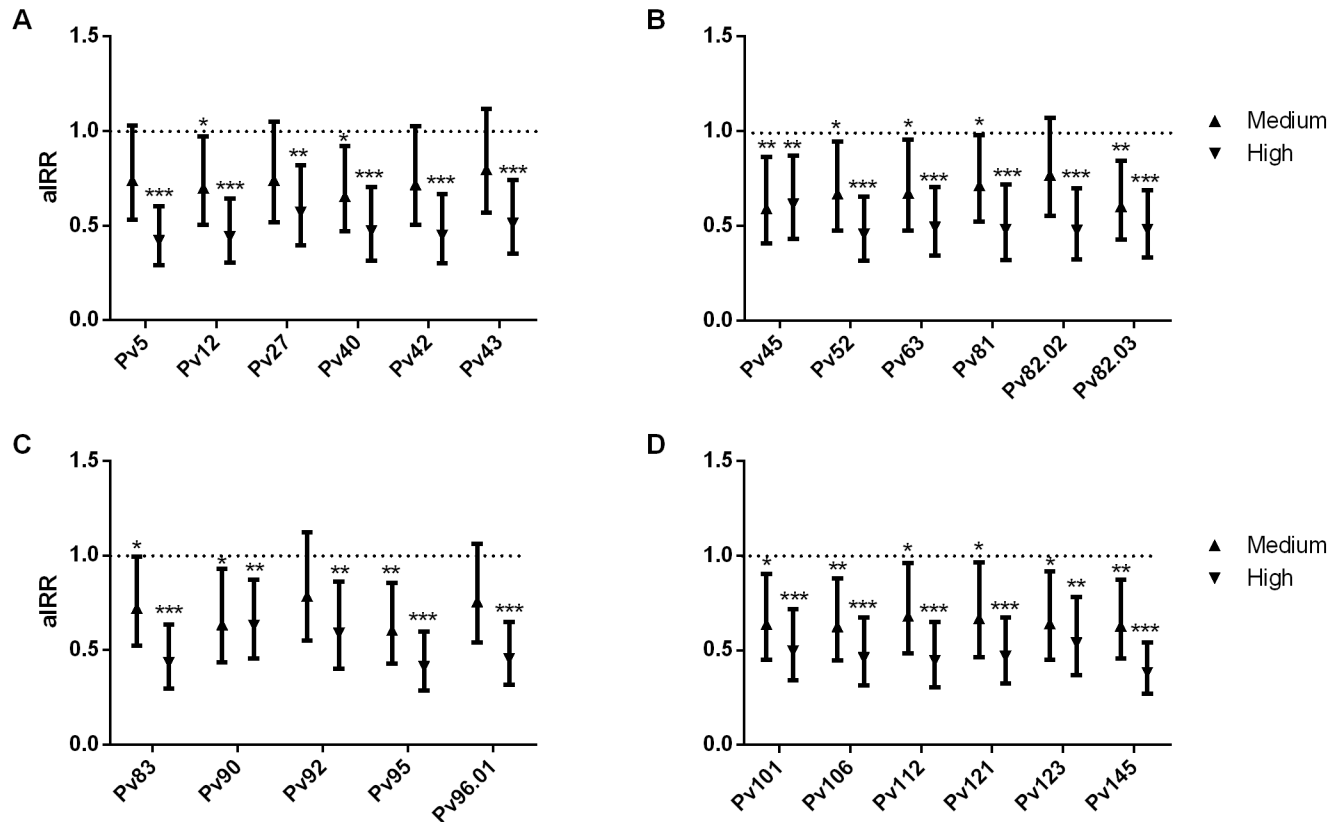 A
B
1.5
1.0
0.5
0.0
aIRR
* * 
*** *** ** *** *** ***
Pv5 Pv12 Pv27 Pv40 Pv42 Pv43
1.5
1.0
0.5
0.0
* * *
** ** *** *** *** *** ** ***
Pv45 Pv52 Pv63 Pv81 Pv82.02 Pv82.03
Medium
High
C
D
1.5
1.0
0.5
0.0
aIRR
* *
*** ** ** ** *** ***
Pv83 Pv90 Pv92 Pv95 Pv96.01
1.5
1.0
0.5
0.0
* ** * * * **
*** *** *** *** ** ***
Pv101 Pv106 Pv112 Pv121 Pv123 Pv145
Medium
High